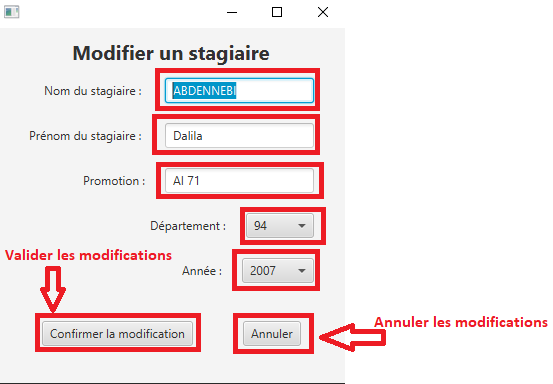 Modifier un stagiaire
Nom du stagiaire : ABDENNEBI
Prénom du stagiaire : Dalila
Promotion : AI 71
Département : 94
Valider les modifications
Année : 2007
Annuler les modifications
Confirmer la modification Annuler